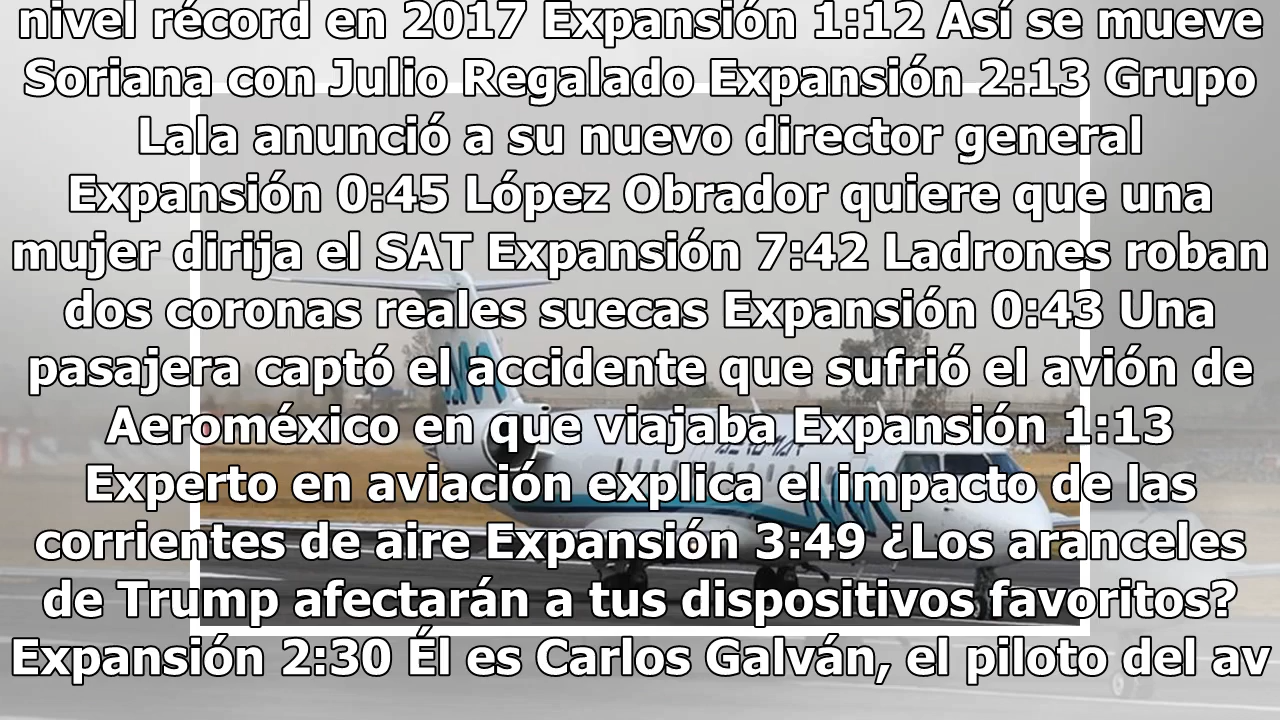 nivel récord en 2017 Expansión 1:12 Así se mueve
Soriana con Julio Regalado Expansión 2:13 Grupo
Lala anunció a su nuevo director general
Expansión 0:45 López Obrador quiere que una
mujer dirija el SAT Expansión 7:42 Ladrones roban
dos coronas reales suecas Expansión 0:43 Una
pasajera captó el accidente que sufrió el avión de
Aeroméxico en que viajaba Expansión 1:13
Experto en aviación explica el impacto de las
corrientes de aire Expansión 3:49 ¿Los aranceles
de Trump afectarán a tus dispositivos favoritos?
Expansión 2:30 Él es Carlos Galván, el piloto del av